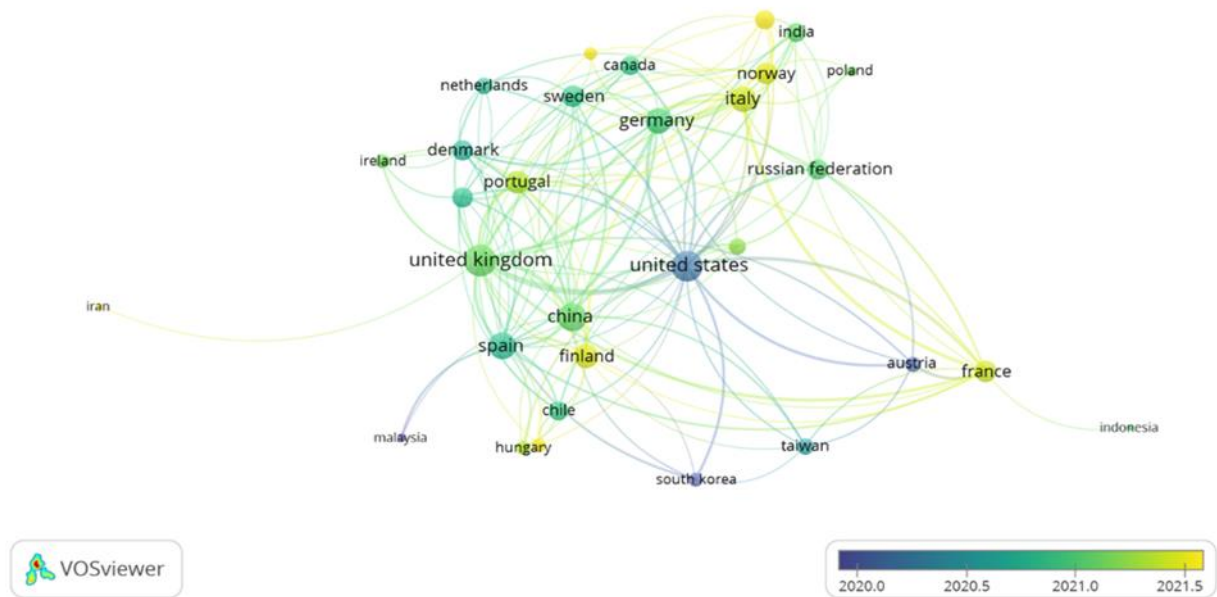 india
canada
norway
poland
netherlands
sweden
italy
germany
denmark
ireland
russian federation
portugal
united kingdom
united states
iran
china
spain
finland
austria
france
chile
malaysia
indonesia
hungary
taiwan
south korea
VOSviewer
2020.0 2020.5 2021.0 2021.5